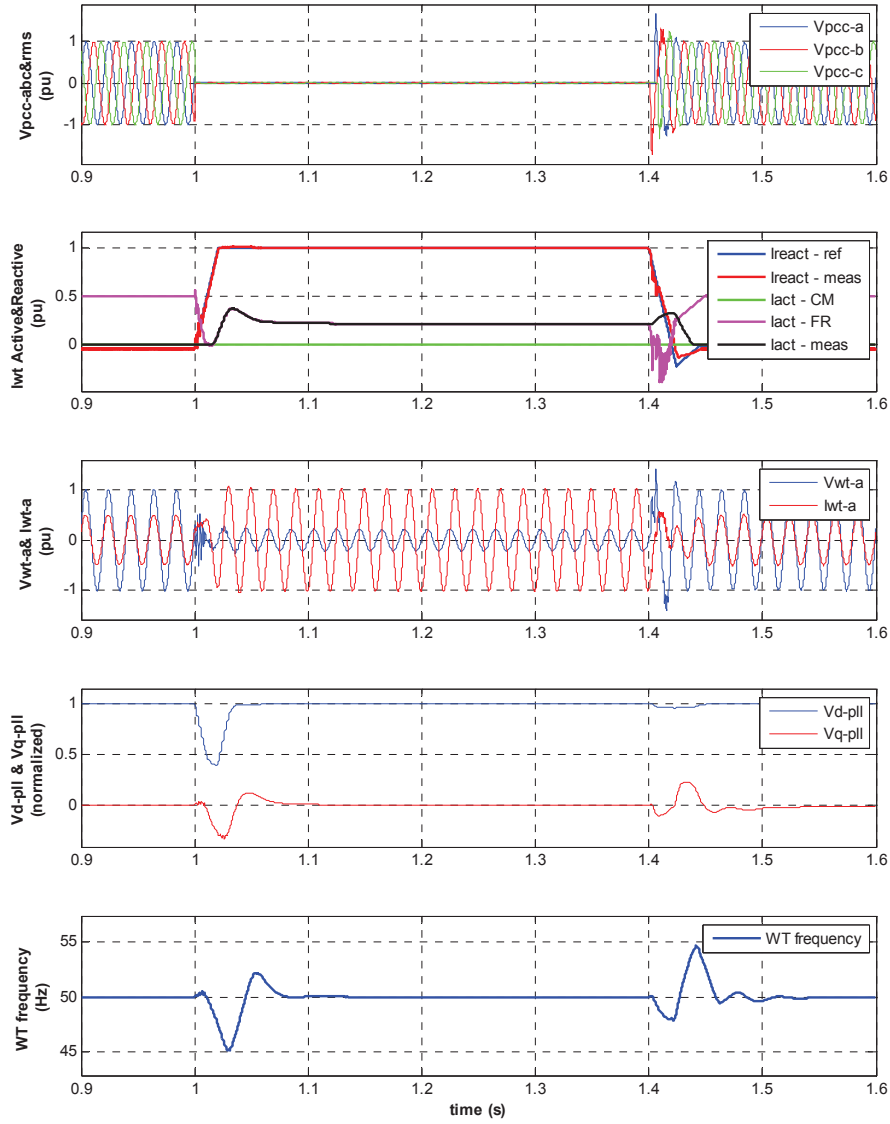 Vpcc-abc&rms
(pu)
1
0
-1
Vpcc-a
Vpcc-b
Vpcc-c
0.9
1
1.1
1.2
1.3
1.4
1.5
1.6
Iwt Active&Reactive
(pu)
1
0.5
0
Ireact - ref
Ireact - meas
Iact - CM
Iact - FR
Iact - meas
0.9
1
1.1
1.2
1.3
1.4
1.5
1.6
Vwt-a& Iwt-a
(pu)
1
0
-1
Vwt-a
Iwt-a
0.9
1
1.1
1.2
1.3
1.4
1.5
1.6
Vd-pll & Vq-pll
(normalized)
1
0.5
0
Vd-pll
Vq-pll
0.9
1
1.1
1.2
1.3
1.4
1.5
1.6
WT frequency
(Hz)
55
50
45
WT frequency
0.9
1
1.1
1.2
1.3
1.4
1.5
1.6
time (s)